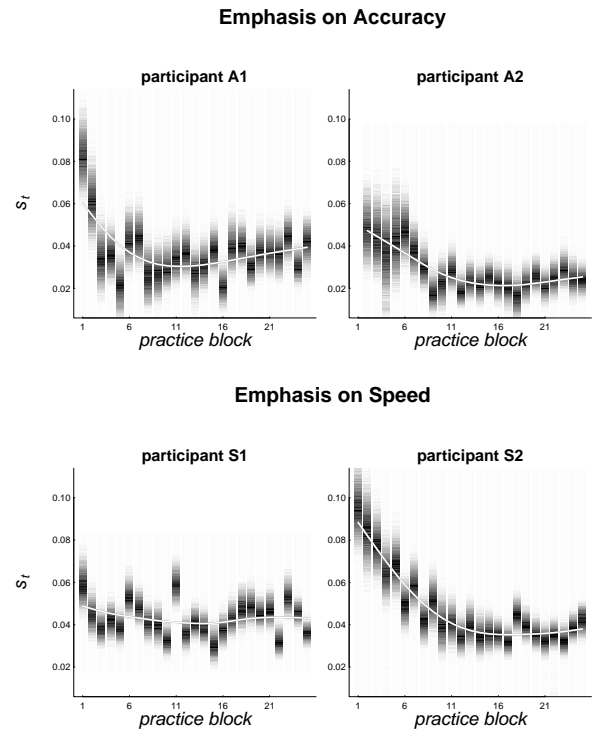 Emphasis on Accuracy
participant A1
participant A2
s_t
0.10
0.08
0.06
0.04
0.02
1 6 11 16 21
practice block
0.10
0.08
0.06
0.04
0.02
1 6 11 16 21
practice block
Emphasis on Speed
participant S1
participant S2
s_t
0.10
0.08
0.06
0.04
0.02
1 6 11 16 21
practice block
0.10
0.08
0.06
0.04
0.02
1 6 11 16 21
practice block